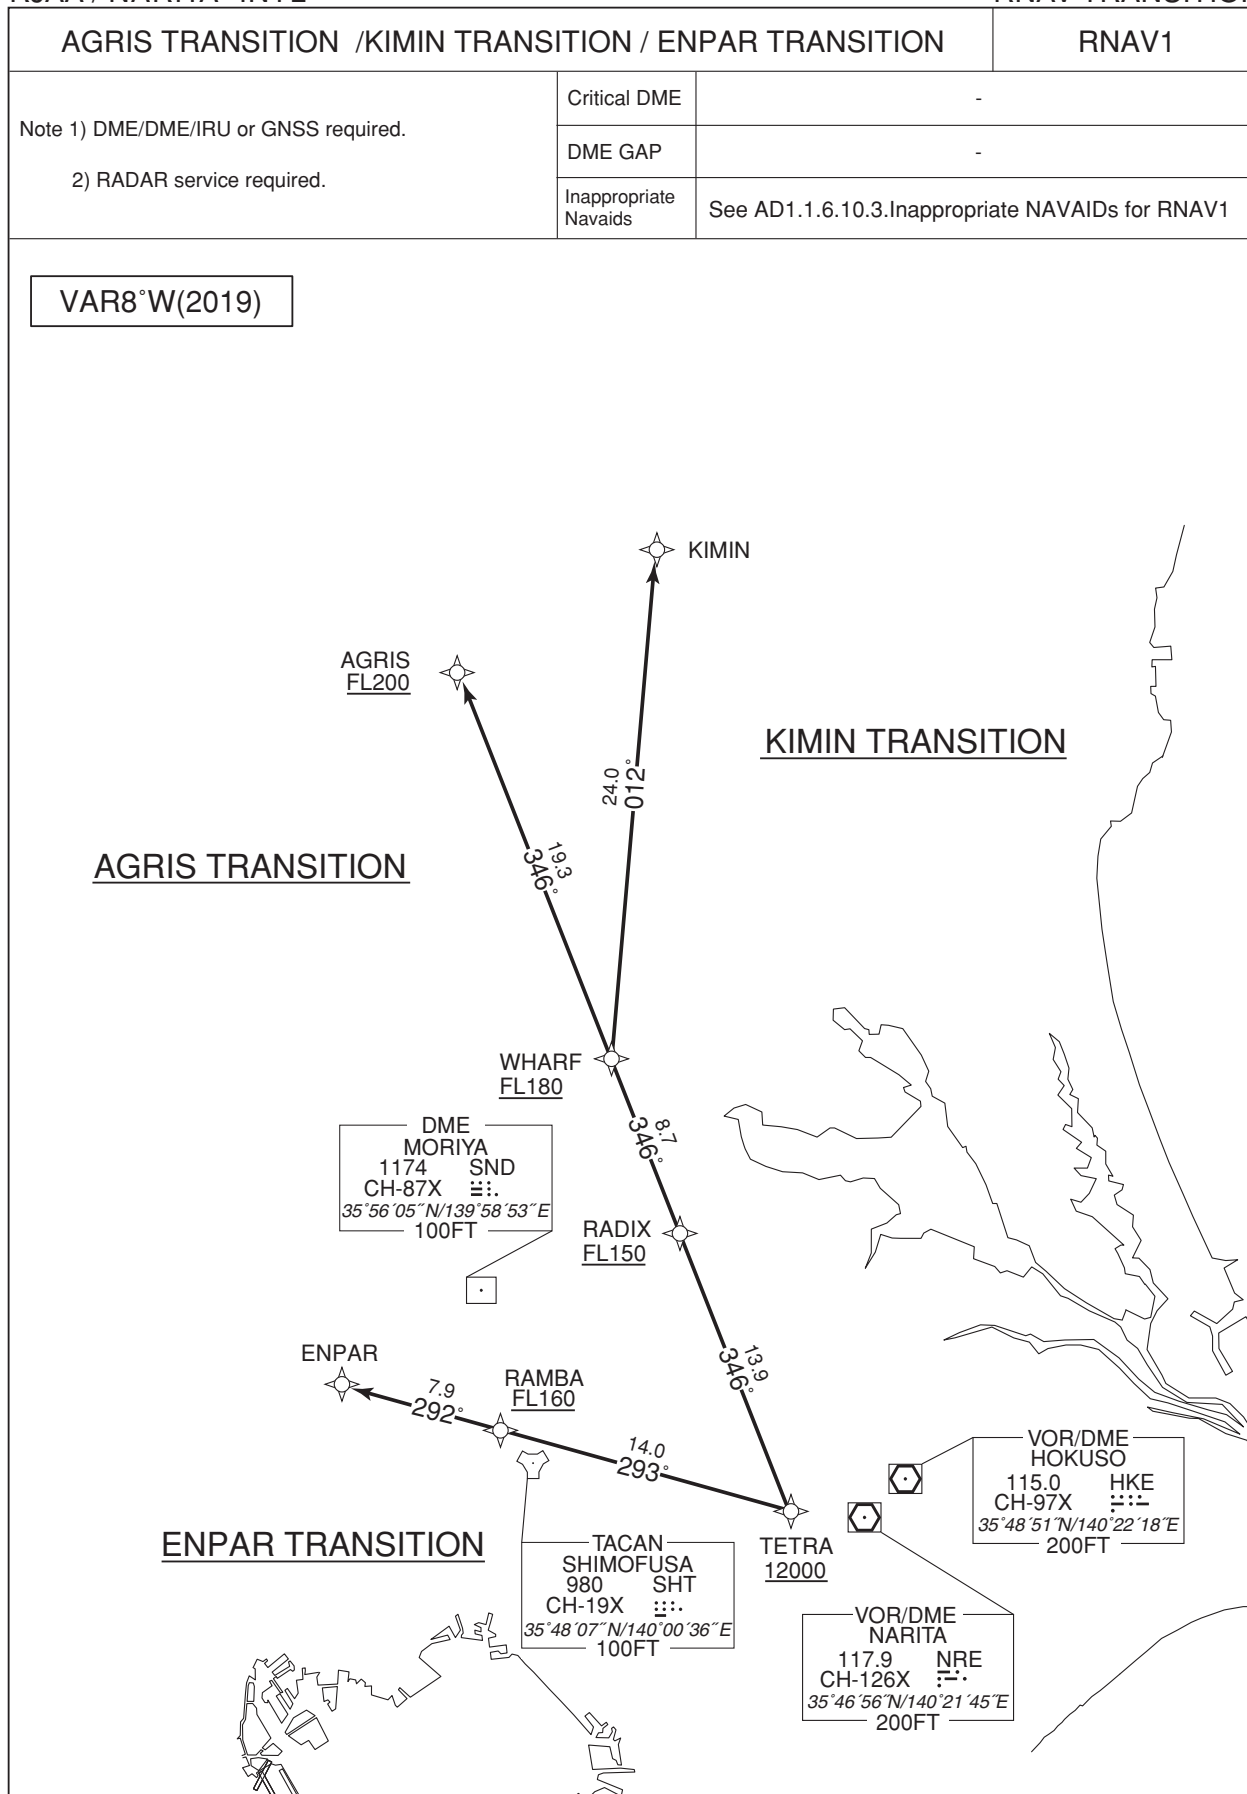 AGRIS TRANSITION /KIMIN TRANSITION / ENPAR TRANSITION
RNAV1
Note 1) DME/DME/IRU or GNSS required.
2) RADAR service required.
Critical DME
-
DME GAP
-
Inappropriate
Navaids
See AD1.1.6.10.3.Inappropriate NAVAIDs for RNAV1
VAR8°W(2019)
KIMIN
AGRIS
FL200
KIMIN TRANSITION
24.0
012°
AGRIS TRANSITION
19.3
346°
WHARF
FL180
8.7
346°
DME
MORIYA
1174 SND
CH-87X
35°56´05˝N/139°58´53˝E
100FT
RADIX
FL150
13.9
346°
ENPAR
7.9
292°
RAMBA
FL160
14.0
293°
VOR/DME
HOKUSO
115.0 HKE
CH-97X
35°48´51˝N/140°22´18˝E
200FT
ENPAR TRANSITION
TETRA
12000
TACAN
SHIMOFUSA
980 SHT
CH-19X
35°48´07˝N/140°00´36˝E
100FT
VOR/DME
NARITA
117.9 NRE
CH-126X
35°46´56˝N/140°21´45˝E
200FT